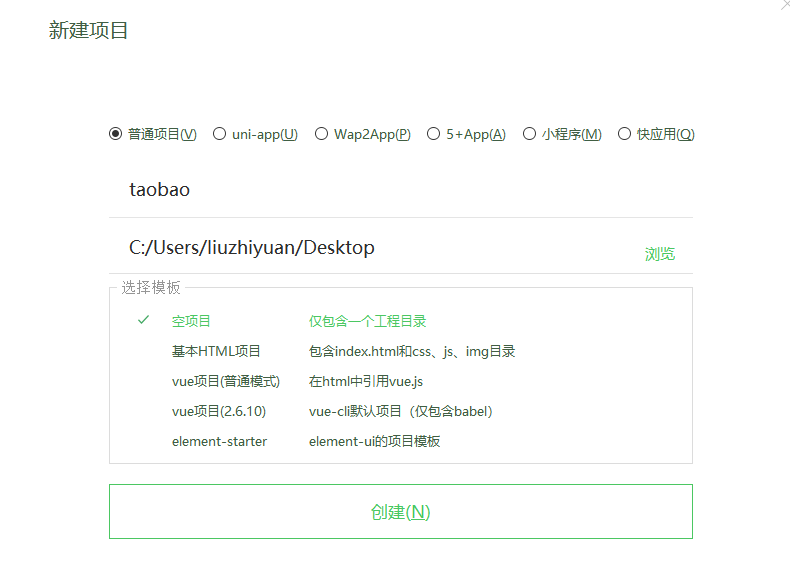 新建项目
普通项目(V) uni-app(U) Wap2App(P) 5+App(A) 小程序(M) 快应用(Q)
taobao
C:/Users/liuzhiyuan/Desktop 浏览
选择模板
空项目 仅包含一个工程目录
基本HTML项目 包含index.html和css、js、img目录
vue项目(普通模式) 在html中引用vue.js
vue项目(2.6.10) vue-cli默认项目（仅包含babel）
element-starter element-ui的项目模板
创建(N)